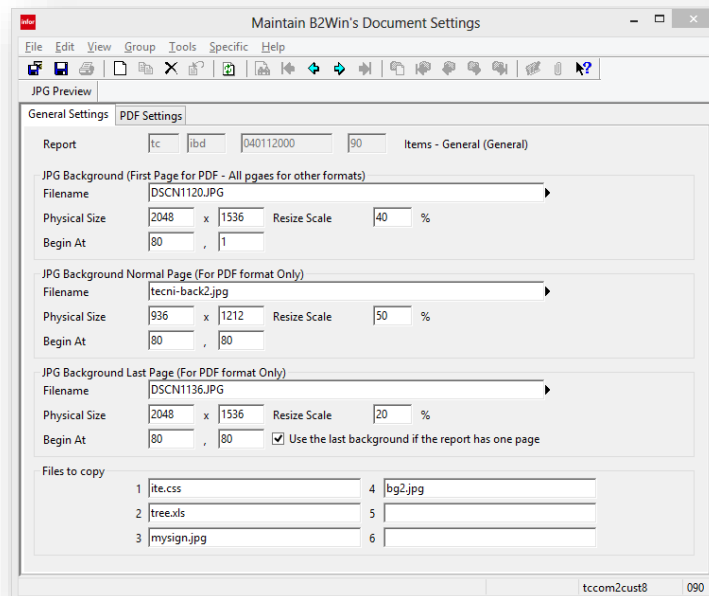 infor
Maintain B2Win's Document Settings
File Edit View Group Tools Specific Help
JPG Preview
General Settings PDF Settings
Report tc ibd 040112000 90 Items - General (General)
JPG Background (First Page for PDF - All pgaes for other formats)
Filename DSCN1120.JPG
Physical Size 2048 x 1536 Resize Scale 40 %
Begin At 80 , 1
JPG Background Normal Page (For PDF format Only)
Filename tecni-back2.jpg
Physical Size 936 x 1212 Resize Scale 50 %
Begin At 80 , 80
JPG Background Last Page (For PDF format Only)
Filename DSCN1136.JPG
Physical Size 2048 x 1536 Resize Scale 20 %
Begin At 80 , 80 Use the last background if the report has one page
Files to copy
1 ite.css 4 bg2.jpg
2 tree.xls 5
3 mysign.jpg 6
tccom2cust8 090